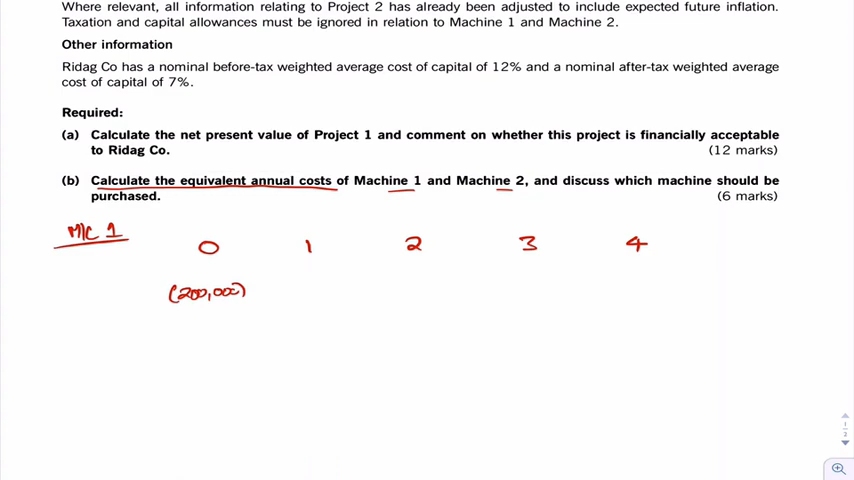 Where relevant, all information relating to Project 2 has already been adjusted to include expected future inflation.
Taxation and capital allowances must be ignored in relation to Machine 1 and Machine 2.
Other information
Ridag Co has a nominal before-tax weighted average cost of capital of 12% and a nominal after-tax weighted average
cost of capital of 7%.
Required:
(a) Calculate the net present value of Project 1 and comment on whether this project is financially acceptable
to Ridag Co. (12 marks)
(b) Calculate the equivalent annual costs of Machine 1 and Machine 2, and discuss which machine should be
purchased. (6 marks)
M/C 1 0 1 2 3 4
(200,000)
1
2